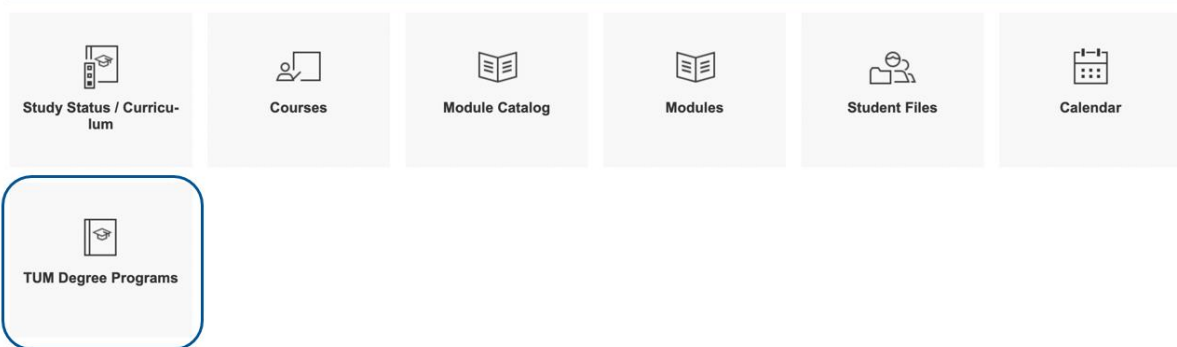 Study Status / Curricu-
lum
Courses
Module Catalog
Modules
Student Files
Calendar
TUM Degree Programs